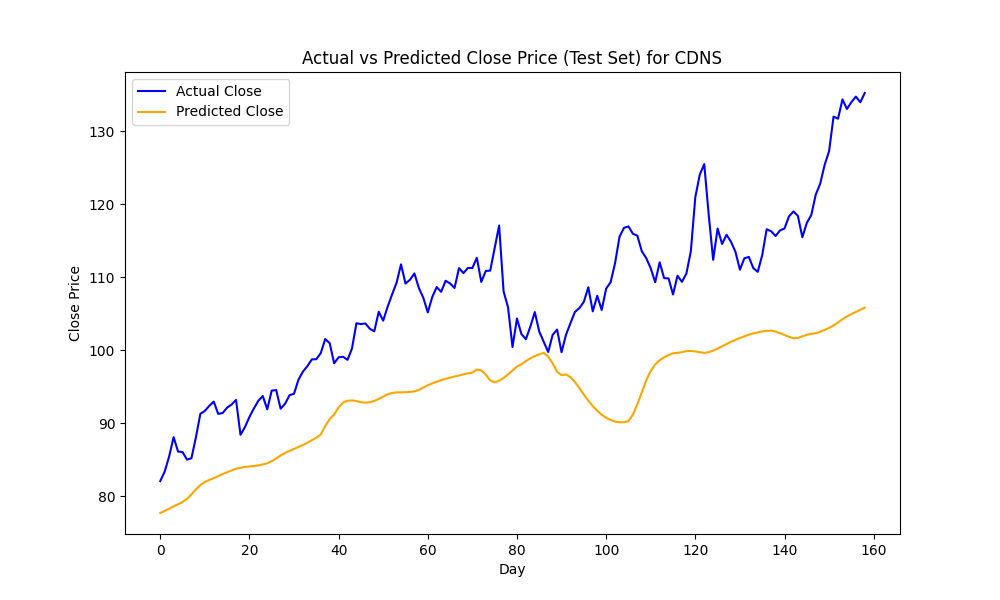 Actual vs Predicted Close Price (Test Set) for CDNS
Actual Close
Predicted Close
Close Price
130
120
110
100
90
80
0 20 40 60 80 100 120 140 160
Day